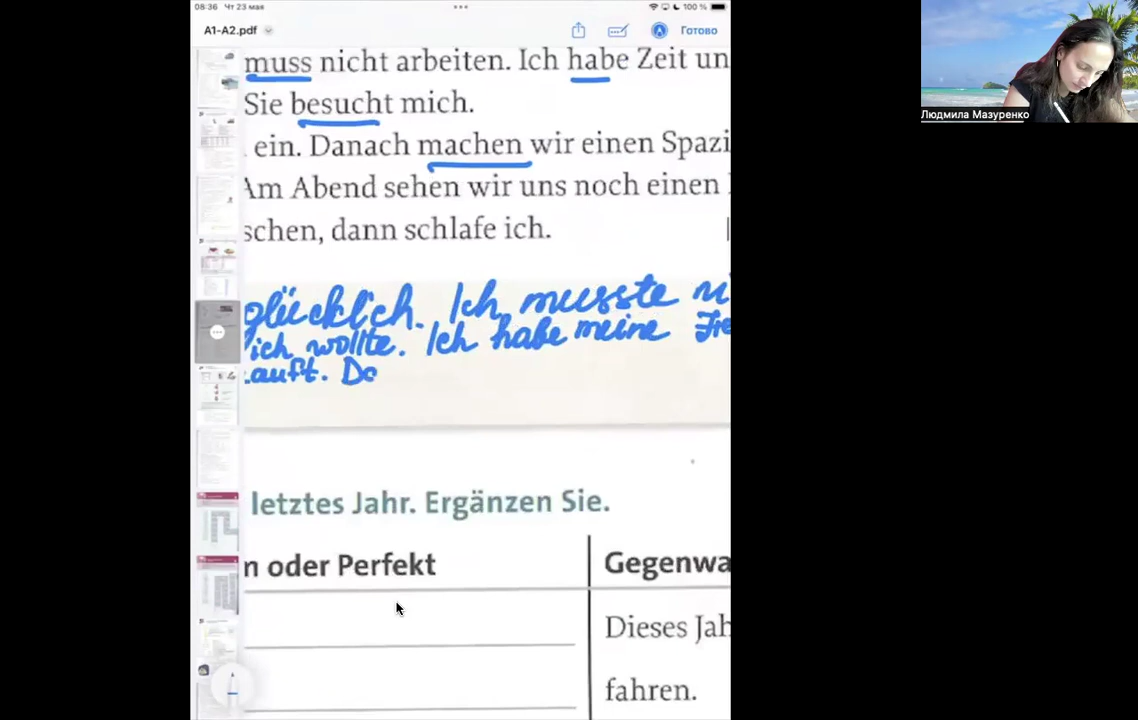 08:36 Чт 23 мая
100 %
A1-A2.pdf
Готово
muss nicht arbeiten. Ich habe Zeit un
Sie besucht mich.
ein. Danach machen wir einen Spazi
Am Abend sehen wir uns noch einen
schen, dann schlafe ich.
glücklich. Ich musste
ich wollte. Ich habe meine Fre
kauft. Da
letztes Jahr. Ergänzen Sie.
n oder Perfekt
Gegenwa
Dieses Jah
fahren.
Людмила Мазуренко